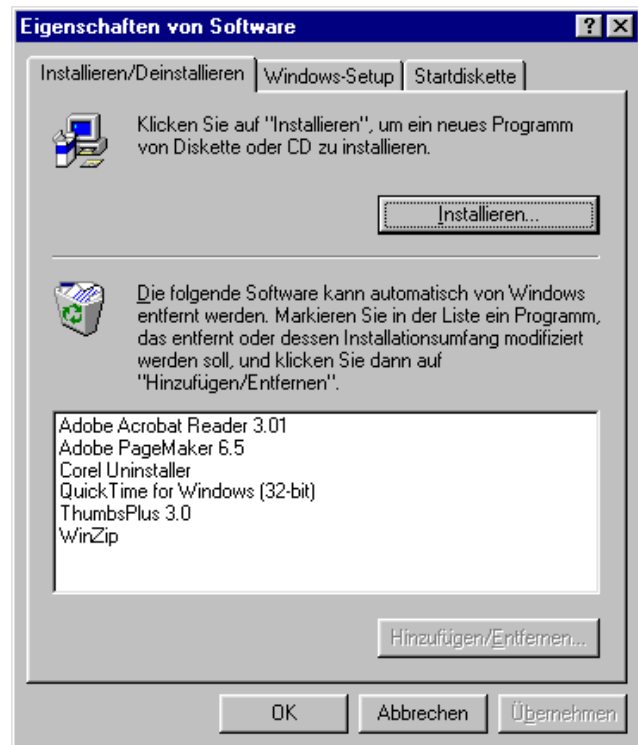 Eigenschaften von Software
Installieren/Deinstallieren Windows-Setup Startdiskette
Klicken Sie auf "Installieren", um ein neues Programm
von Diskette oder CD zu installieren.
Installieren...
Die folgende Software kann automatisch von Windows
entfernt werden. Markieren Sie in der Liste ein Programm,
das entfernt oder dessen Installationsumfang modifiziert
werden soll, und klicken Sie dann auf
"Hinzufügen/Entfernen".
Adobe Acrobat Reader 3.01
Adobe PageMaker 6.5
Corel Uninstaller
QuickTime for Windows (32-bit)
ThumbsPlus 3.0
WinZip
Hinzufügen/Entfernen...
OK Abbrechen Übernehmen